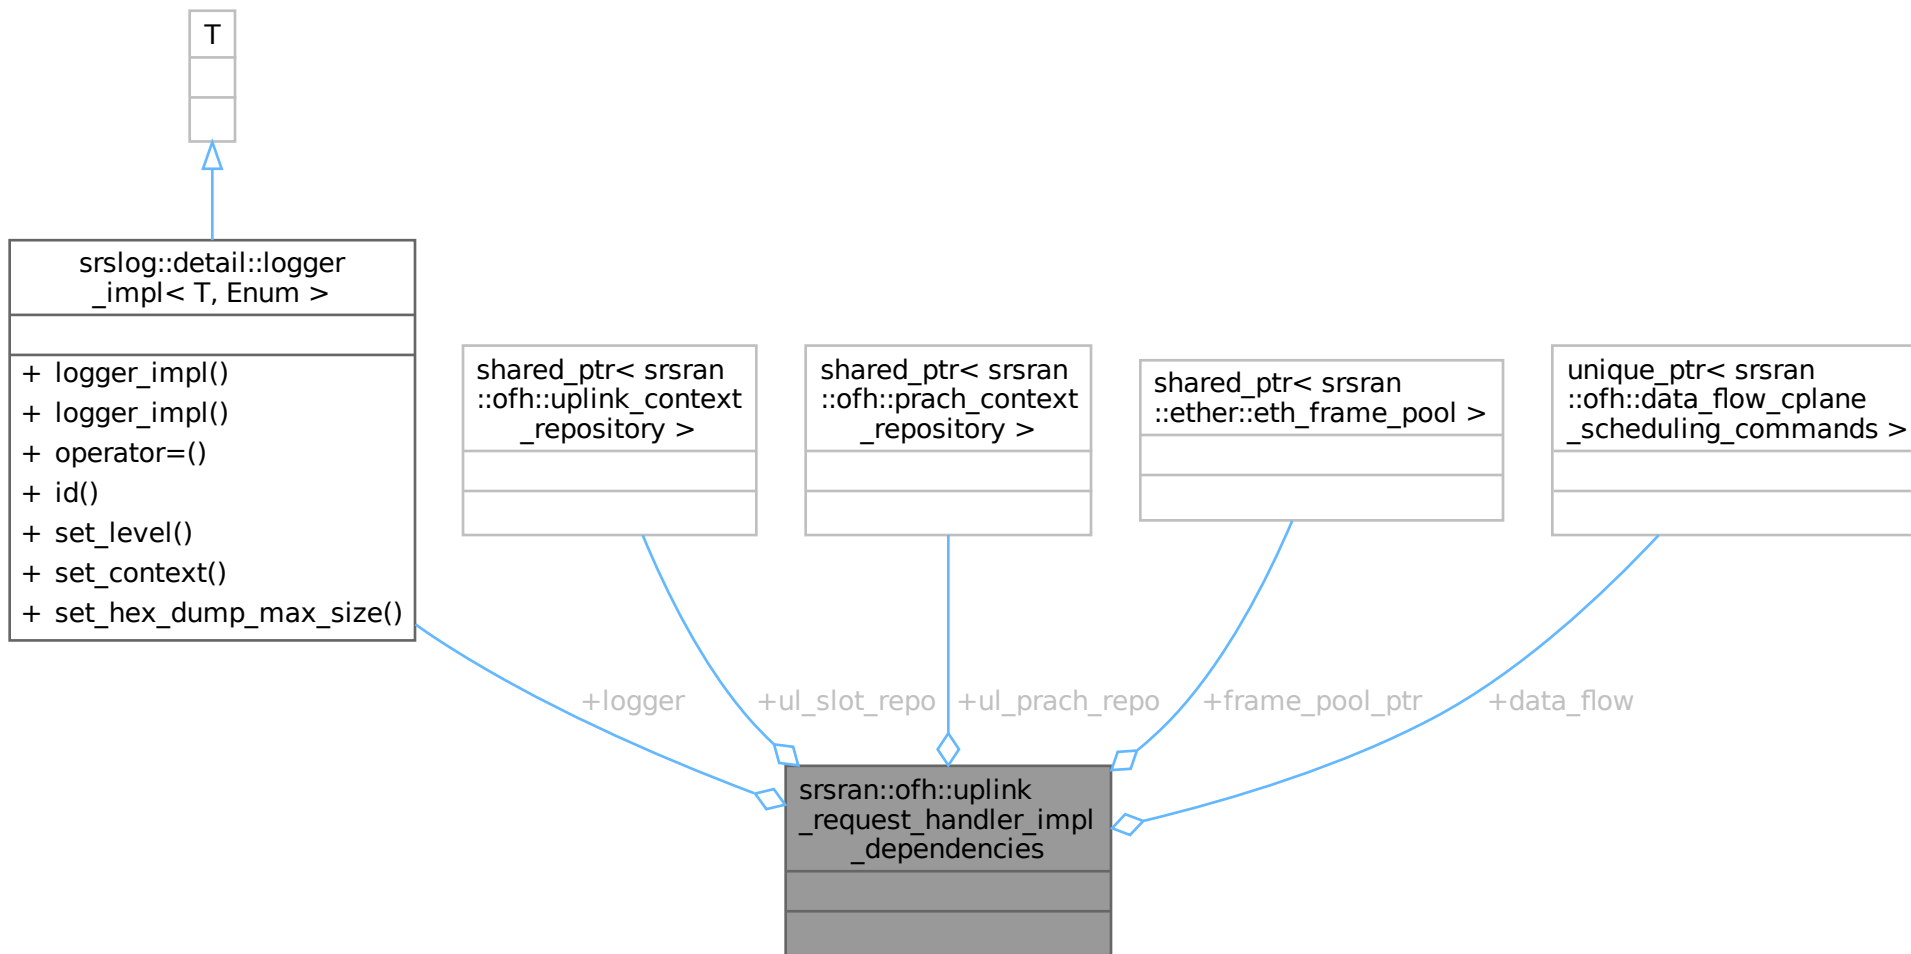 T
srslog::detail::logger
_impl< T, Enum >
+ logger_impl()
+ logger_impl()
+ operator=()
+ id()
+ set_level()
+ set_context()
+ set_hex_dump_max_size()
shared_ptr< srsran
::ofh::uplink_context
_repository >
shared_ptr< srsran
::ofh::prach_context
_repository >
shared_ptr< srsran
::ether::eth_frame_pool >
unique_ptr< srsran
::ofh::data_flow_cplane
_scheduling_commands >
+logger
+ul_slot_repo
+ul_prach_repo
+frame_pool_ptr
+data_flow
srsran::ofh::uplink
_request_handler_impl
_dependencies